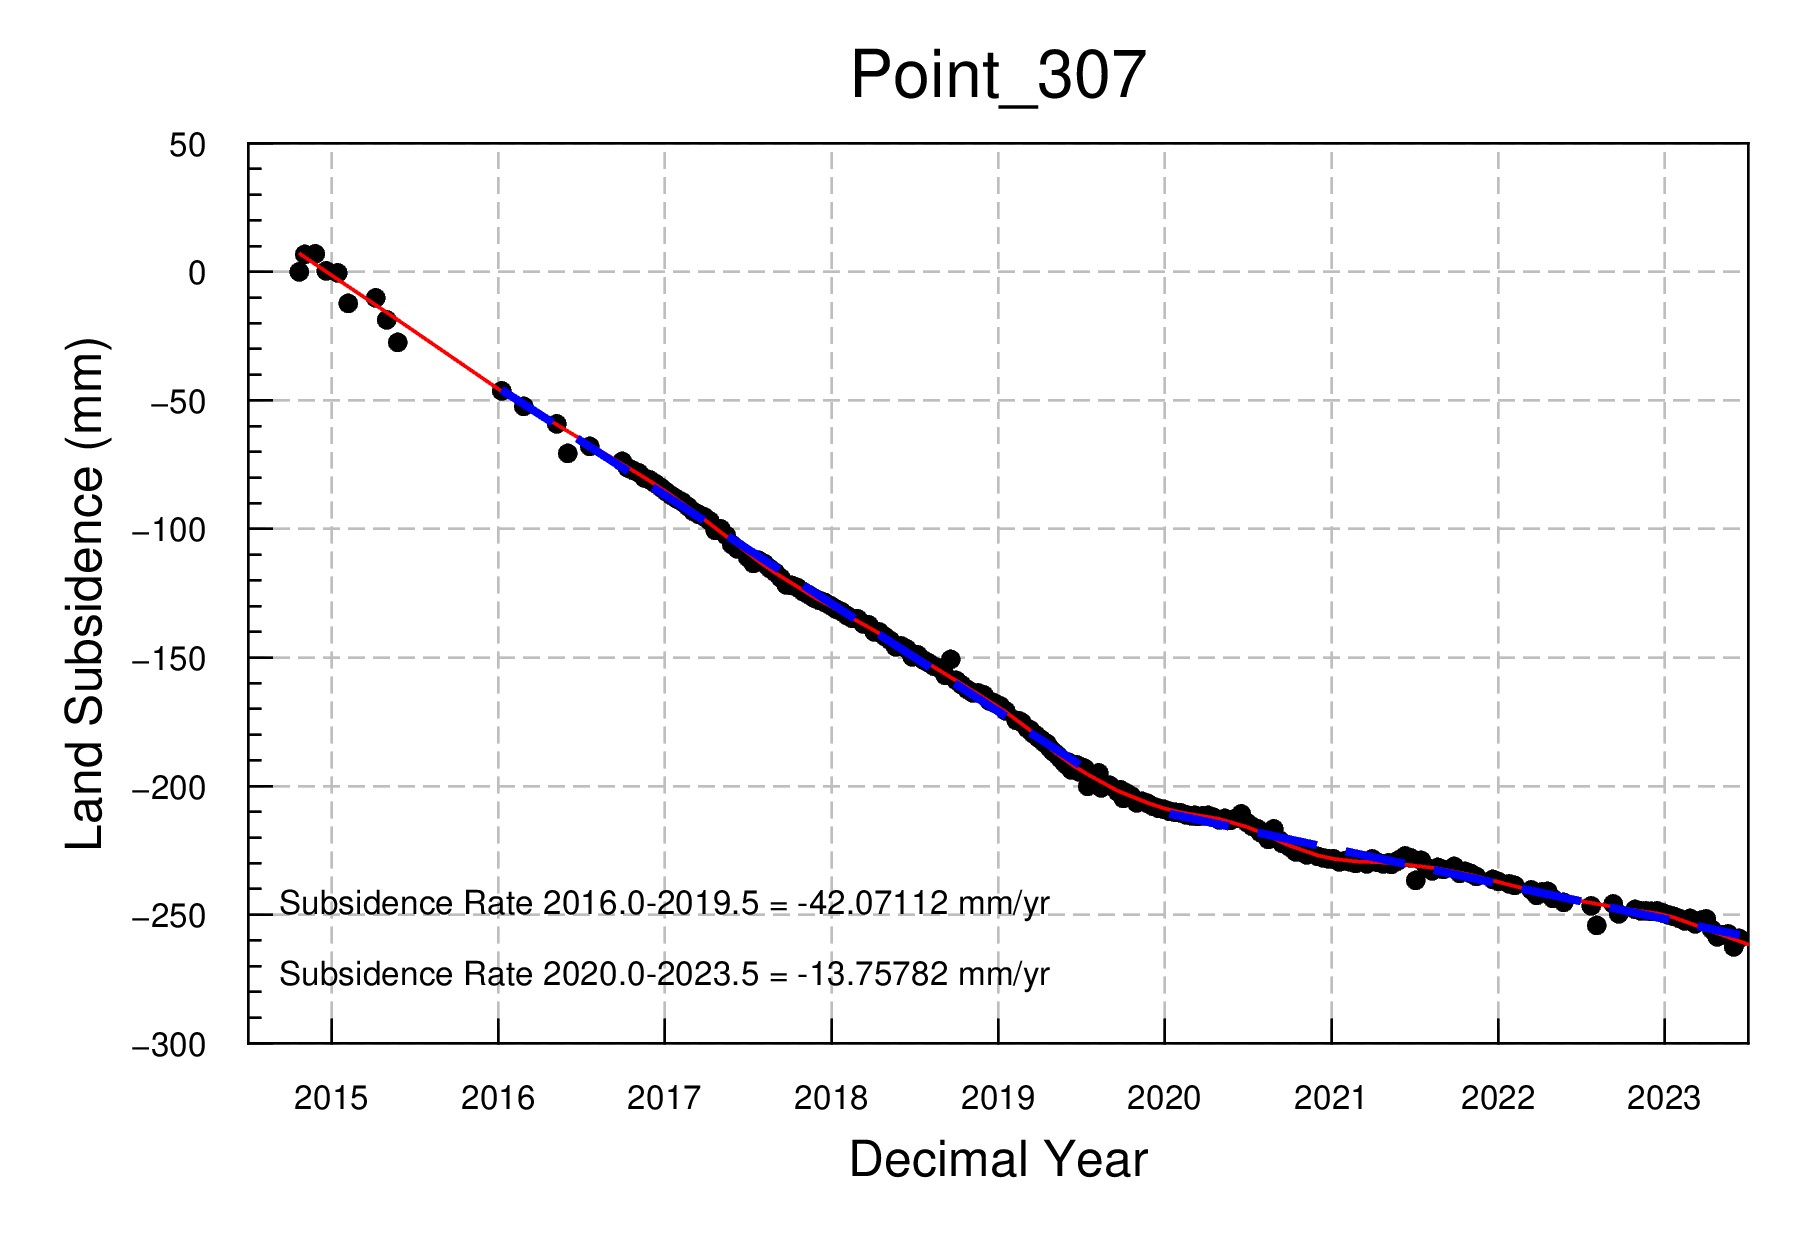 Point_307
50
0
−50
−100
−150
−200
−250
−300
Land Subsidence (mm)
Subsidence Rate 2016.0-2019.5 = -42.07112 mm/yr
Subsidence Rate 2020.0-2023.5 = -13.75782 mm/yr
2015 2016 2017 2018 2019 2020 2021 2022 2023
Decimal Year